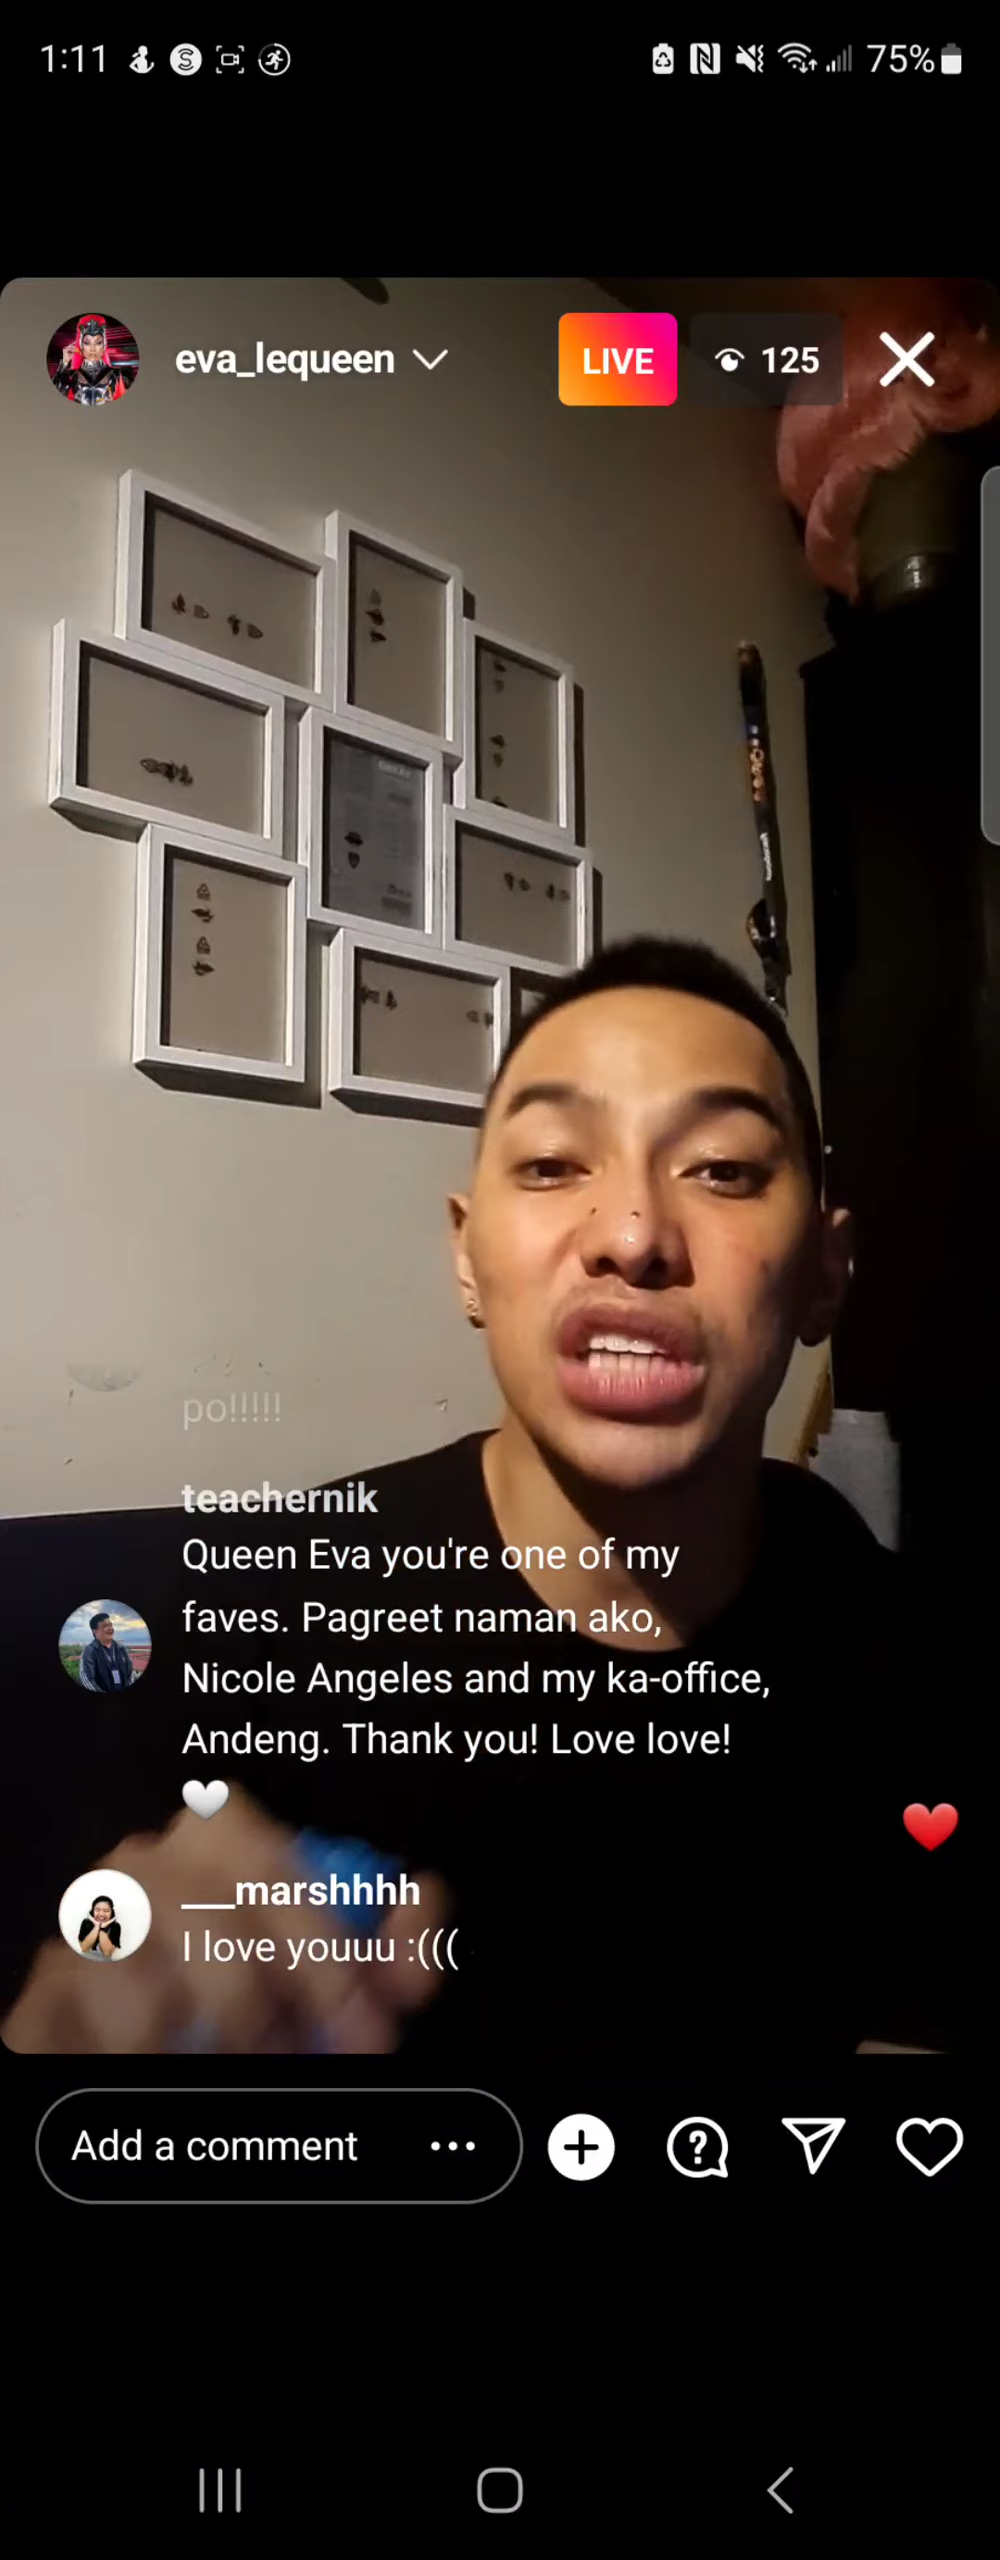 1:11
75%
eva_lequeen
LIVE
125
po!!!!!
teachernik
Queen Eva you're one of my
faves. Pagreet naman ako,
Nicole Angeles and my ka-office,
Andeng. Thank you! Love love!
🤍
___marshhhh
I love youuu :(((
Add a comment